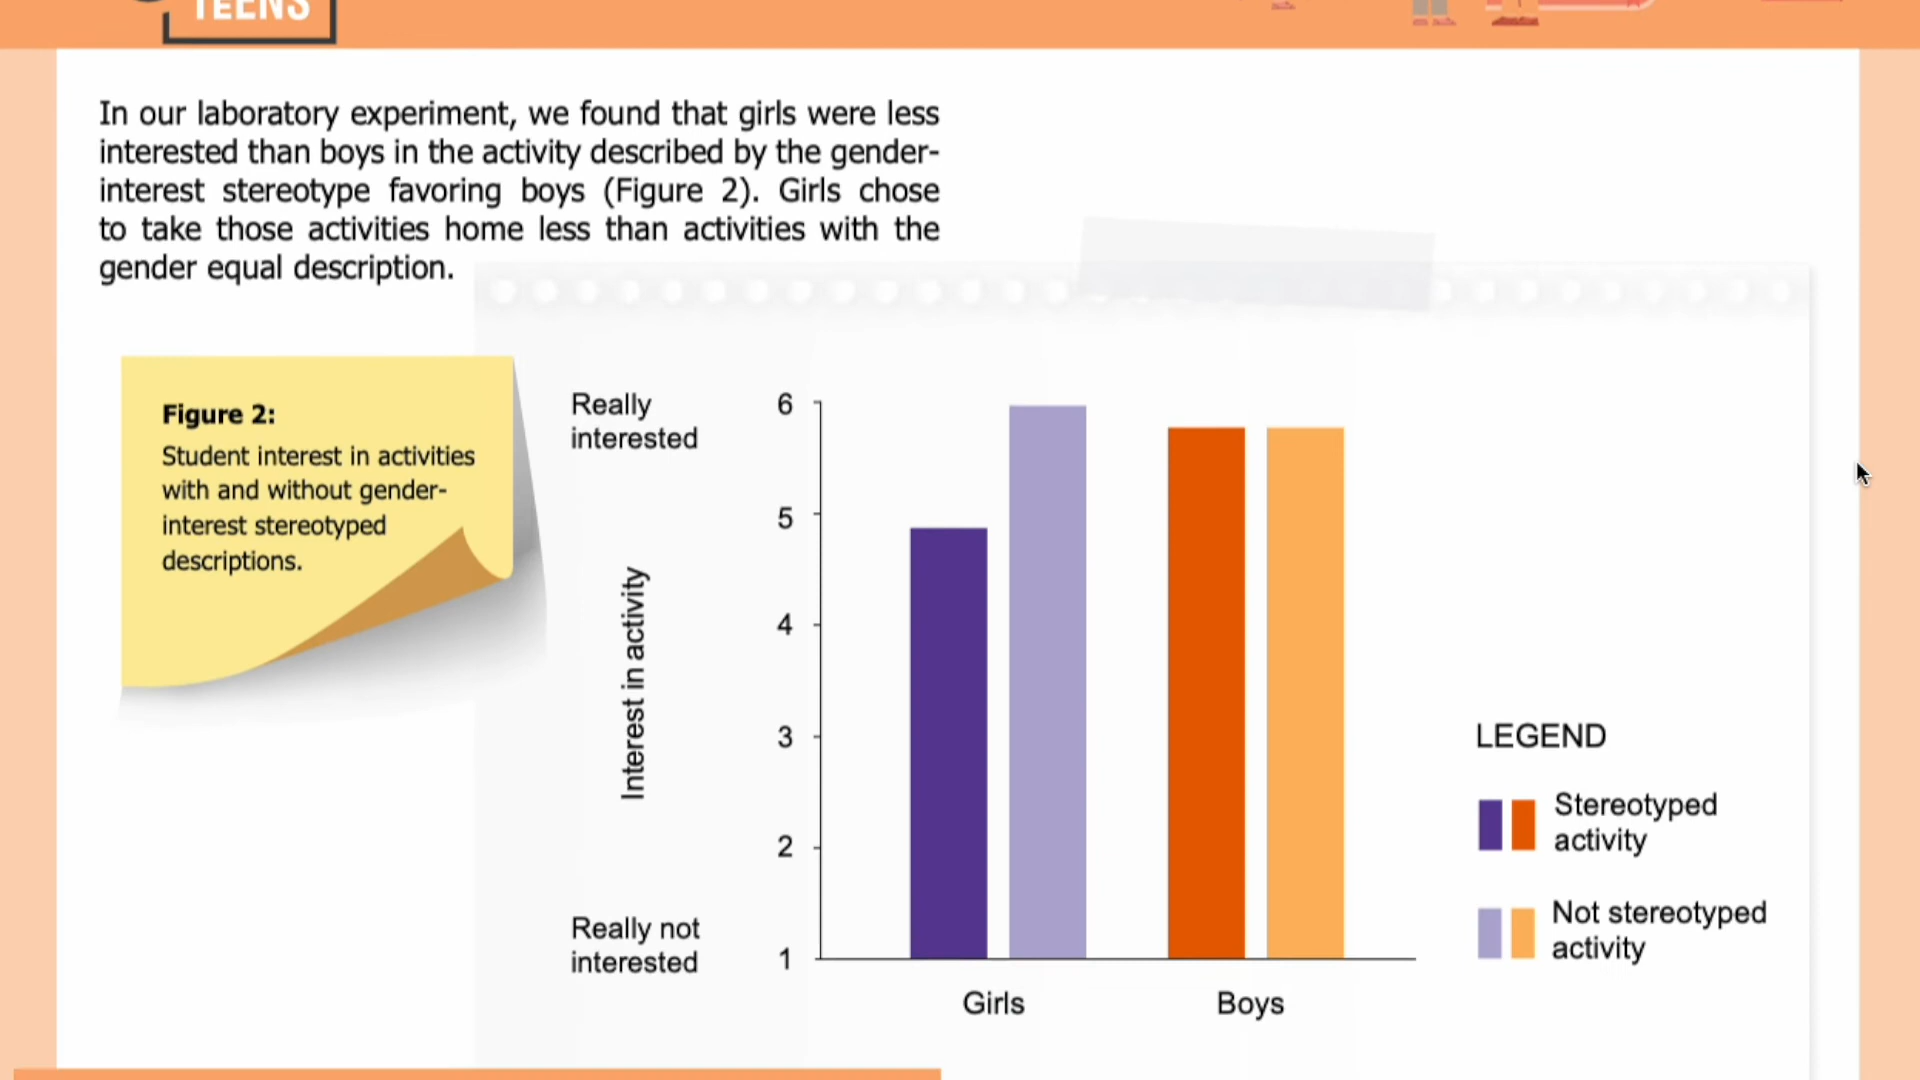 TEENS
In our laboratory experiment, we found that girls were less
interested than boys in the activity described by the gender-
interest stereotype favoring boys (Figure 2). Girls chose
to take those activities home less than activities with the
gender equal description.
Figure 2:
Student interest in activities
with and without gender-
interest stereotyped
descriptions.
Really
interested
Interest in activity
Really not
interested
6
5
4
3
2
1
Girls
Boys
LEGEND
Stereotyped
activity
Not stereotyped
activity